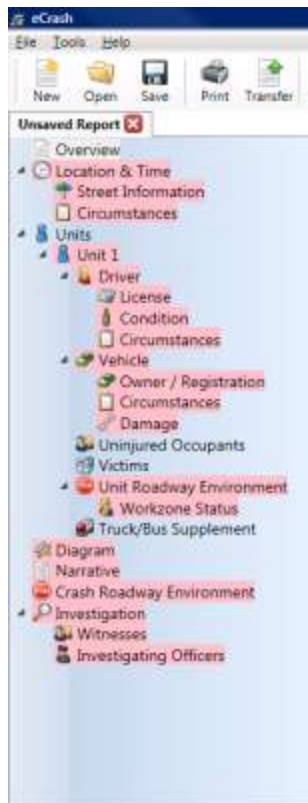 eCrash
File Tools Help
New Open Save Print Transfer
Unsaved Report
Overview
Location & Time
Street Information
Circumstances
Units
Unit 1
Driver
License
Condition
Circumstances
Vehicle
Owner / Registration
Circumstances
Damage
Uninjured Occupants
Victims
Unit Roadway Environment
Workzone Status
Truck/Bus Supplement
Diagram
Narrative
Crash Roadway Environment
Investigation
Witnesses
Investigating Officers